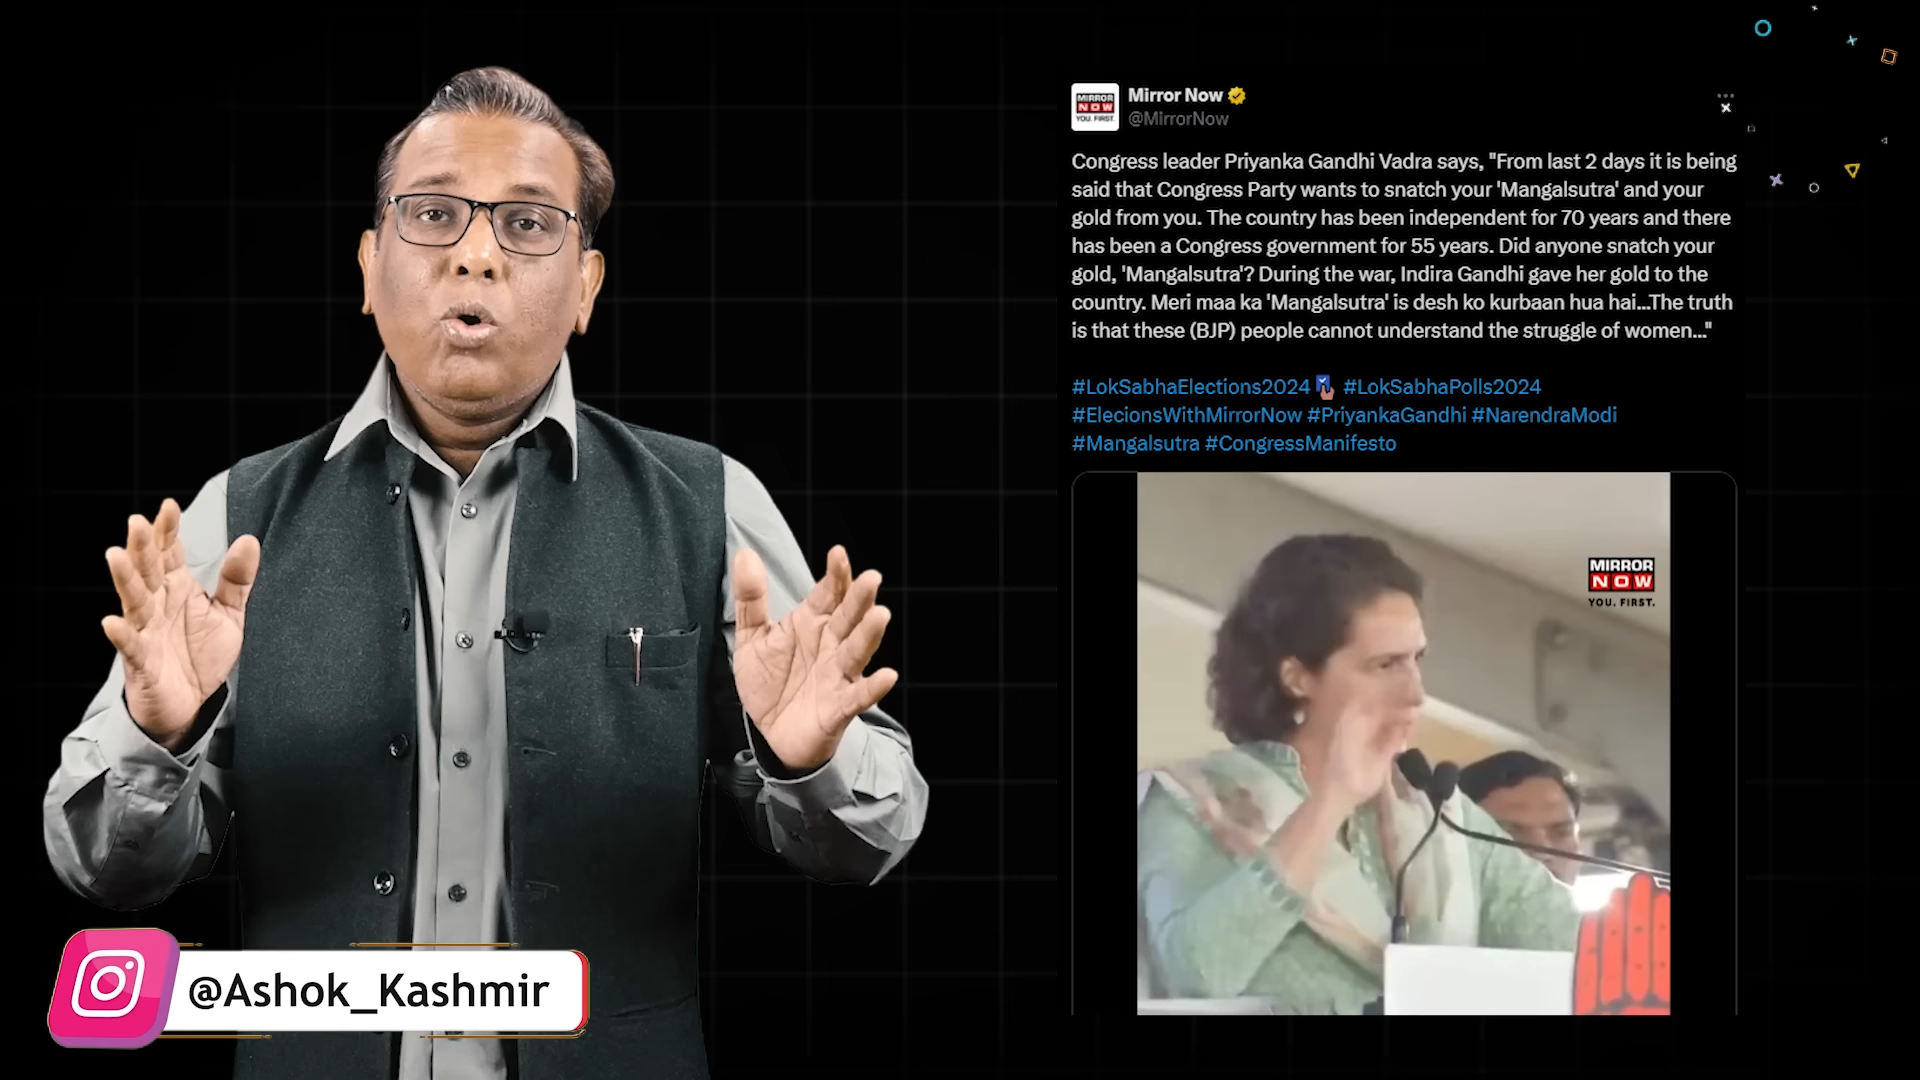 MIRROR
NOW
YOU. FIRST.
Mirror Now
@MirrorNow
Congress leader Priyanka Gandhi Vadra says, "From last 2 days it is being
said that Congress Party wants to snatch your 'Mangalsutra' and your
gold from you. The country has been independent for 70 years and there
has been a Congress government for 55 years. Did anyone snatch your
gold, 'Mangalsutra'? During the war, Indira Gandhi gave her gold to the
country. Meri maa ka 'Mangalsutra' is desh ko kurbaan hua hai...The truth
is that these (BJP) people cannot understand the struggle of women..."
#LokSabhaElections2024 #LokSabhaPolls2024
#ElecionsWithMirrorNow #PriyankaGandhi #NarendraModi
#Mangalsutra #CongressManifesto
MIRROR
NOW
YOU. FIRST.
@Ashok_Kashmir